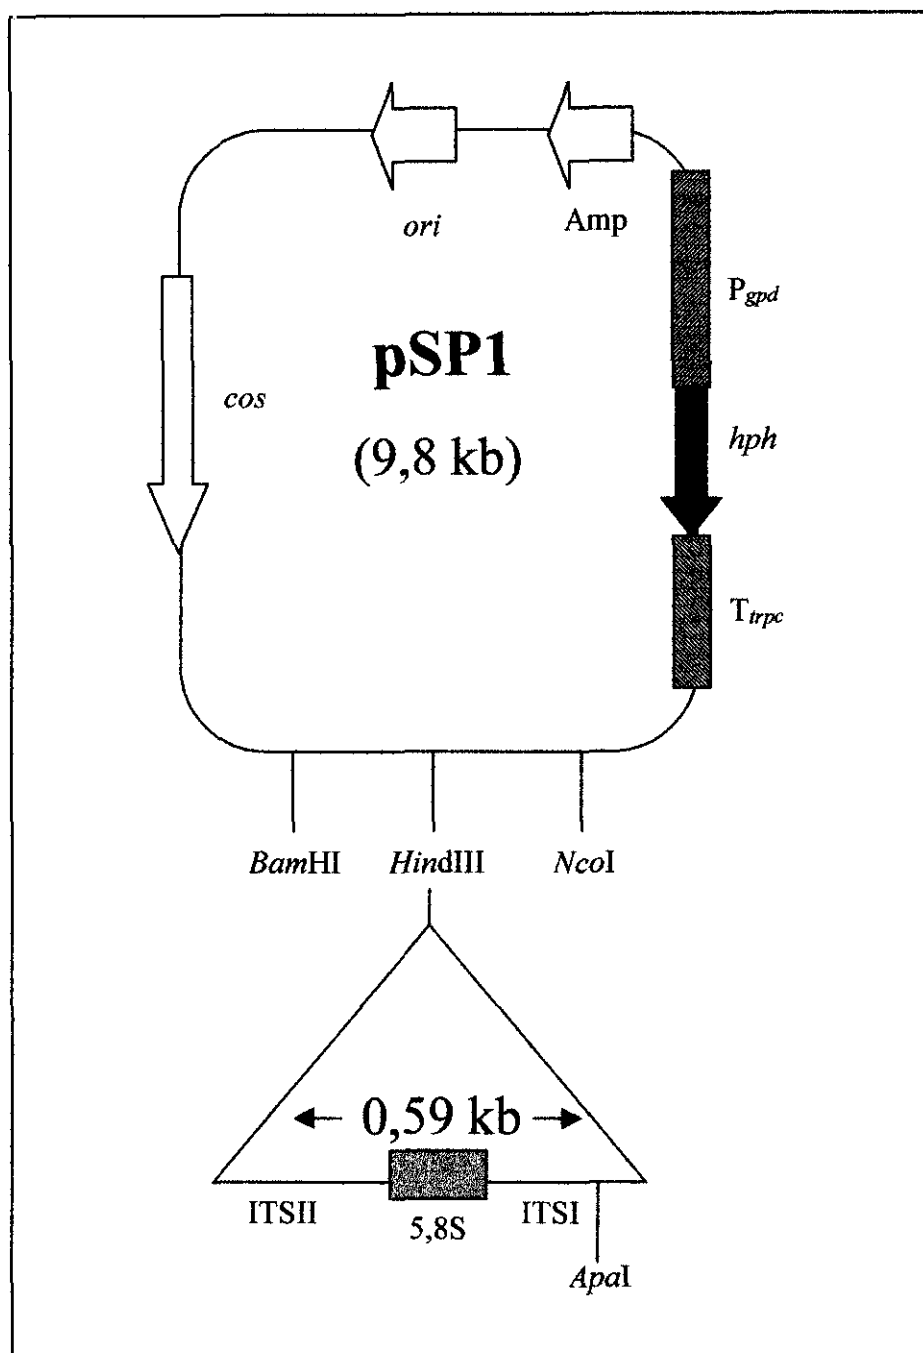 ori
Amp
Pgpd
pSP1
cos
(9,8 kb)
hph
Ttrpc
BamHI
HindIII
NcoI
0,59 kb
ITSII
5,8S
ITSI
ApaI